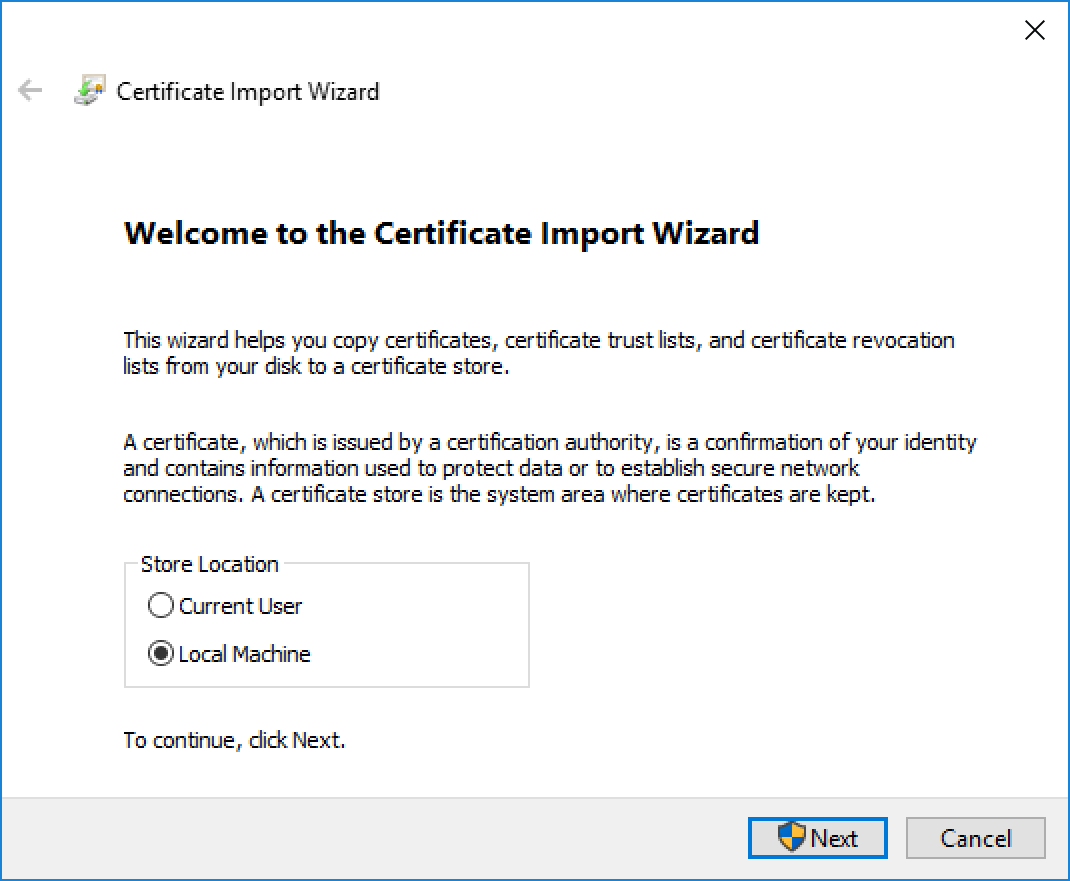 Certificate Import Wizard
Welcome to the Certificate Import Wizard
This wizard helps you copy certificates, certificate trust lists, and certificate revocation
lists from your disk to a certificate store.
A certificate, which is issued by a certification authority, is a confirmation of your identity
and contains information used to protect data or to establish secure network
connections. A certificate store is the system area where certificates are kept.
Store Location
Current User
Local Machine
To continue, click Next.
Next
Cancel